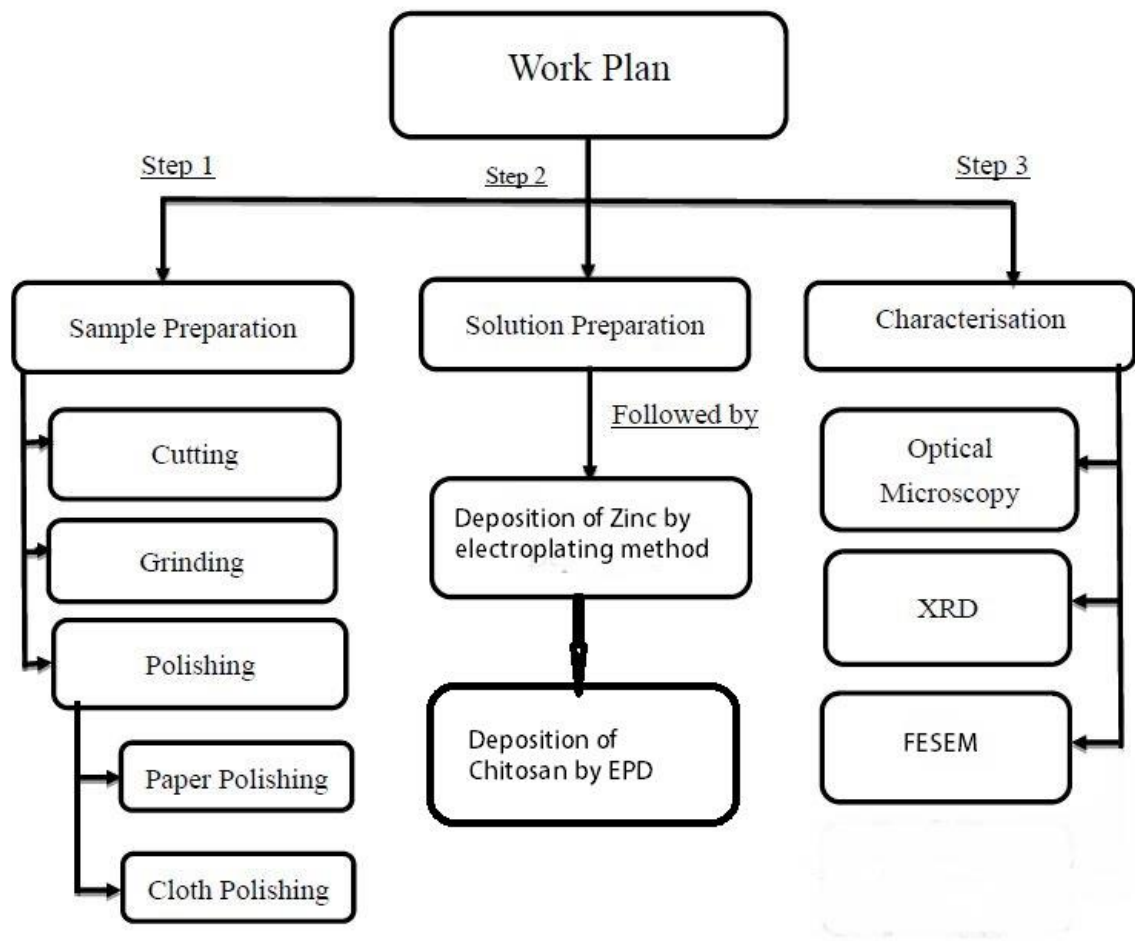 Work Plan
Step 1
Step 2
Step 3
Sample Preparation
Solution Preparation
Characterisation
Cutting
Grinding
Polishing
Paper Polishing
Cloth Polishing
Followed by
Deposition of Zinc by
electroplating method
Deposition of
Chitosan by EPD
Optical
Microscopy
XRD
FESEM